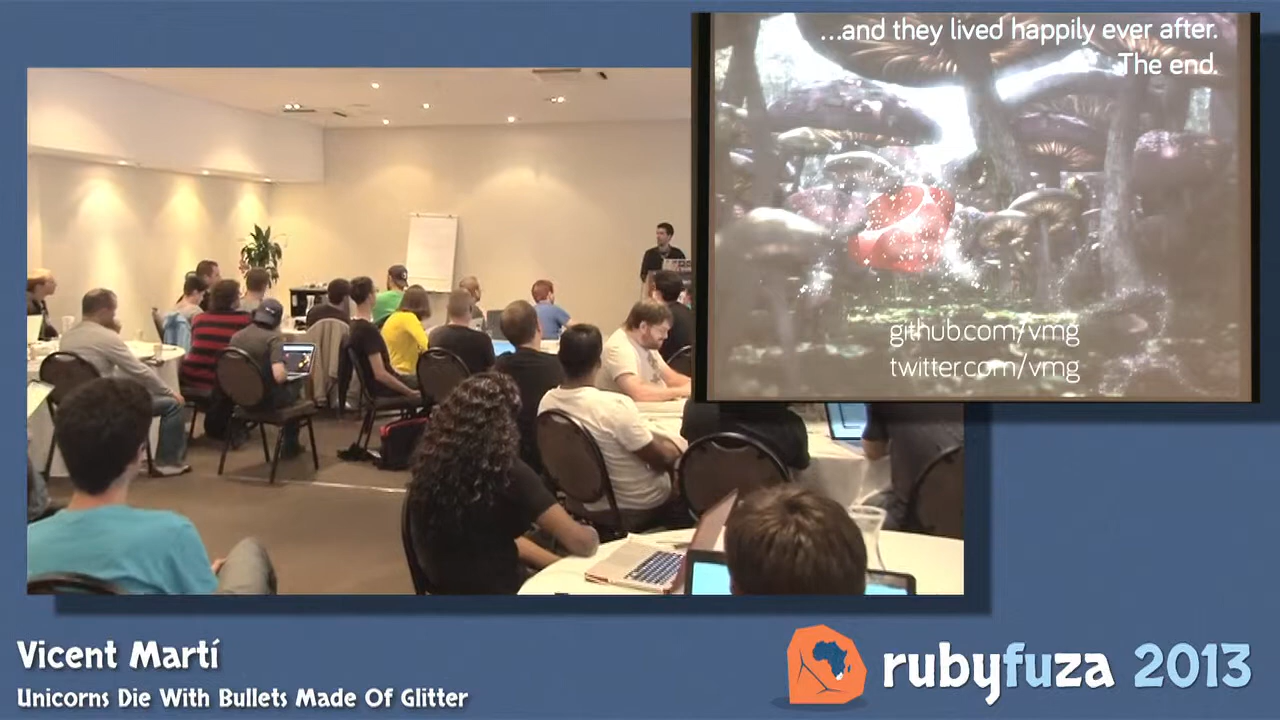 ...and they lived happily ever after.
The end.
github.com/vmg
twitter.com/vmg
Vicent Martí
Unicorns Die With Bullets Made Of Glitter
rubyfuza 2013